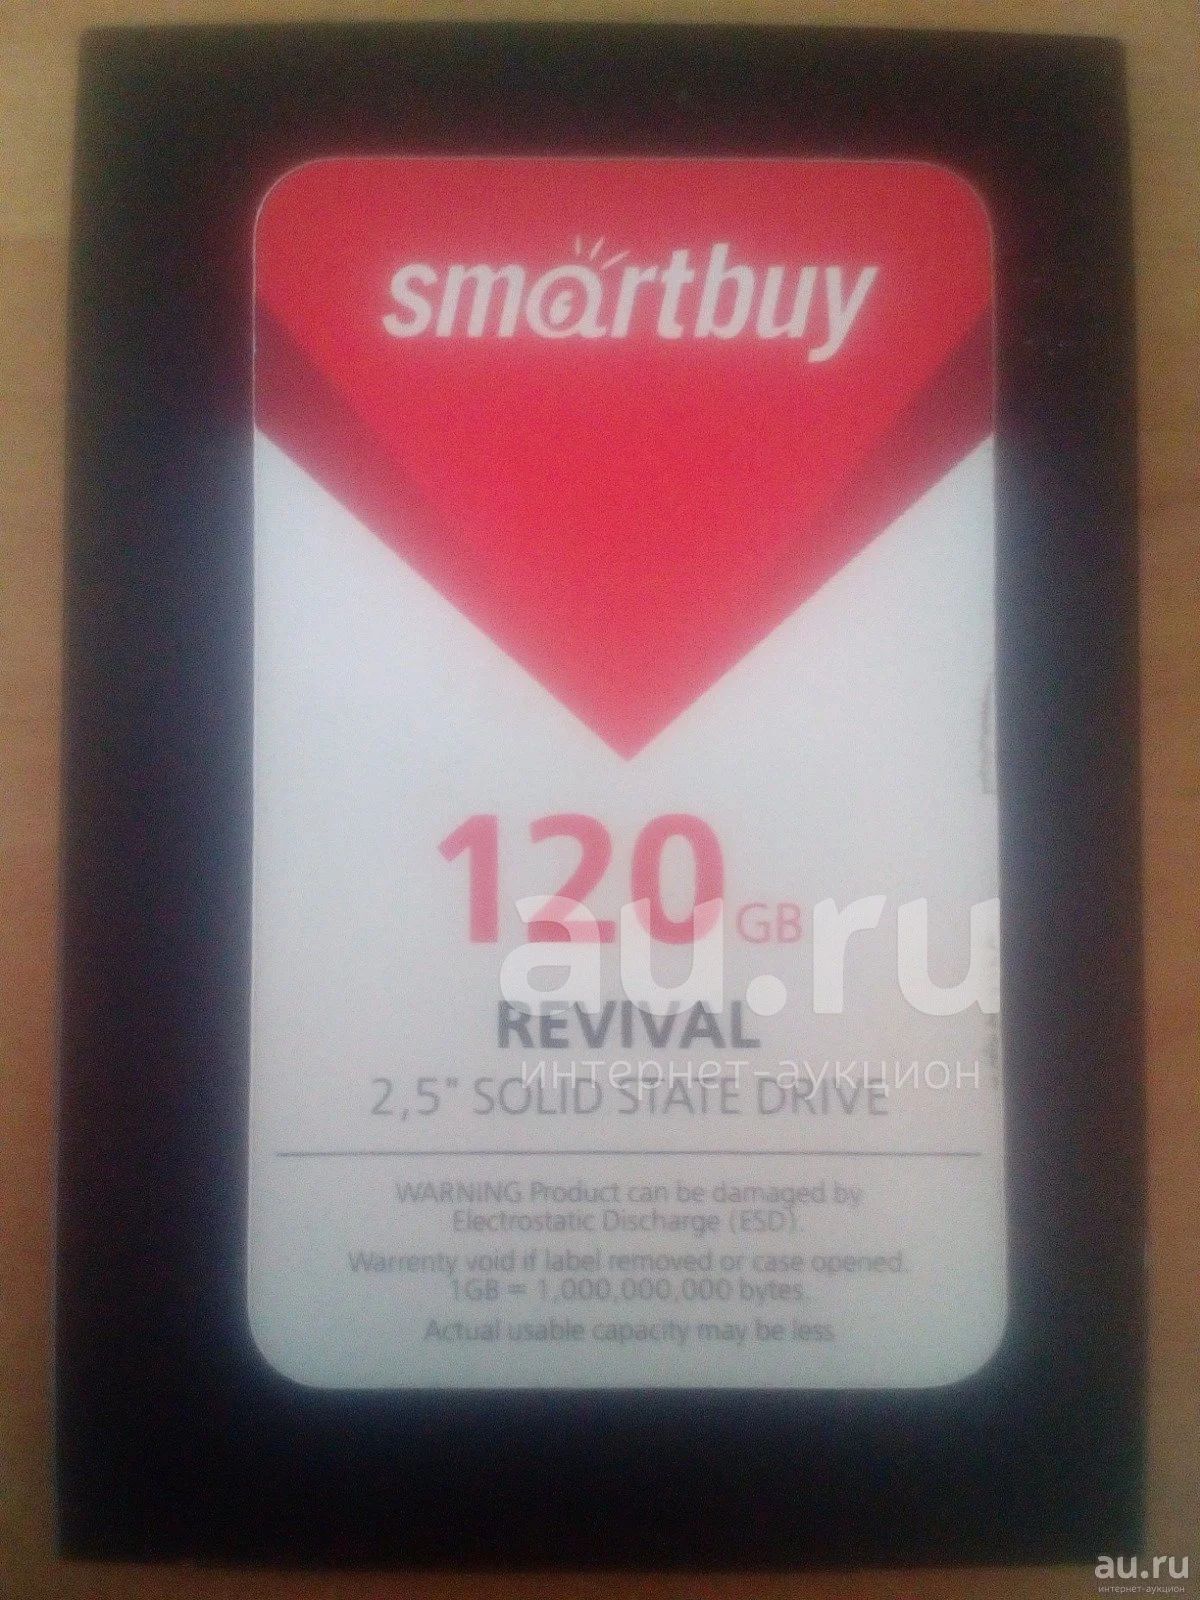 smartbuy
120 GB
au.ru
REVIVAL
интернет-аукцион
2,5" SOLID STATE DRIVE
WARNING Product can be damaged by
Electrostatic Discharge (ESD).
Warrenty void if label removed or case opened.
1GB = 1,000,000,000 bytes.
Actual usable capacity may be less
au.ru
интернет-аукцион